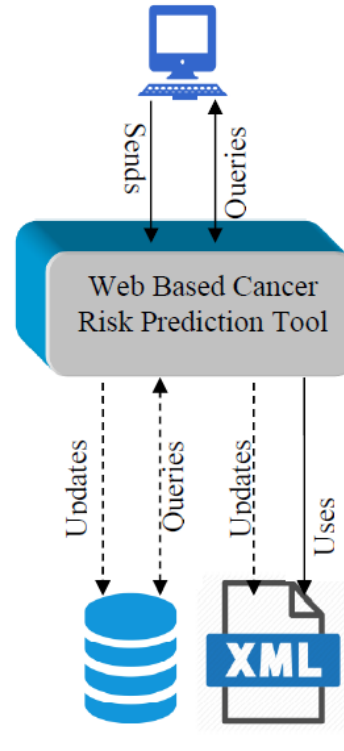 Sends
Queries
Web Based Cancer
Risk Prediction Tool
Updates
Queries
Updates
Uses
XML